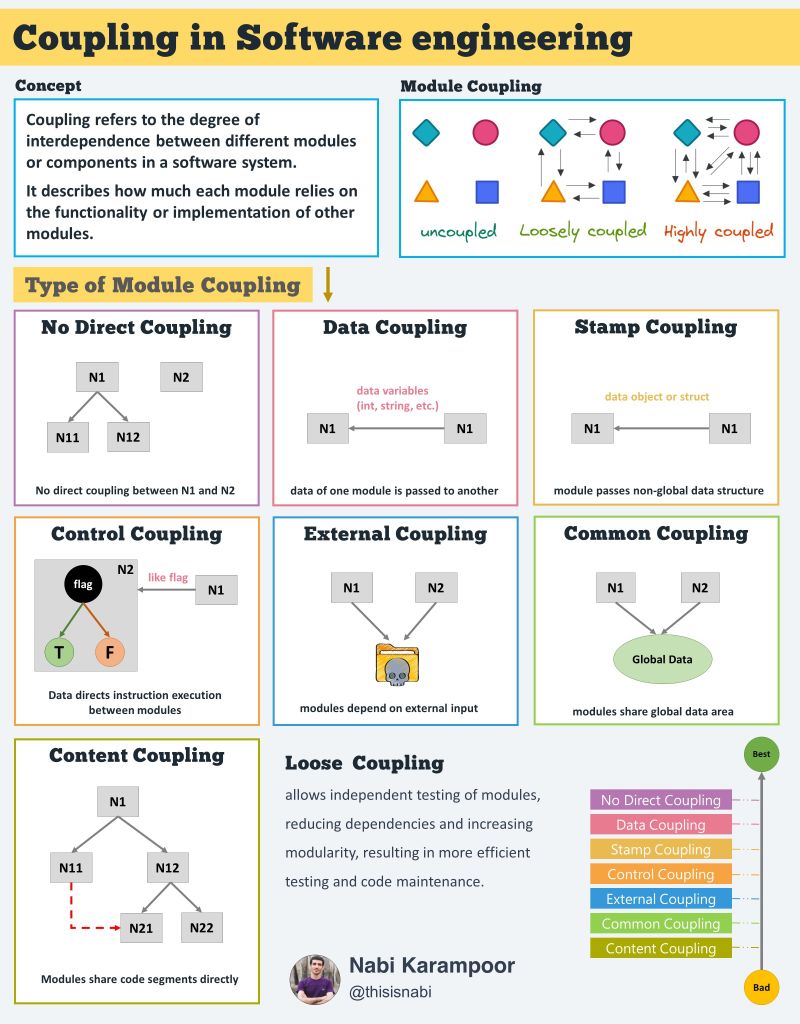 Coupling in Software engineering
Concept
Coupling refers to the degree of
interdependence between different modules
or components in a software system.
It describes how much each module relies on
the functionality or implementation of other
modules.
Module Coupling
uncoupled
Loosely coupled
Highly coupled
Type of Module Coupling
No Direct Coupling
N1
N2
N11
N12
No direct coupling between N1 and N2
Data Coupling
data variables
(int, string, etc.)
N1
N1
data of one module is passed to another
Stamp Coupling
data object or struct
N1
N1
module passes non-global data structure
Control Coupling
N2
flag
like flag
N1
T
F
Data directs instruction execution
between modules
External Coupling
N1
N2
modules depend on external input
Common Coupling
N1
N2
Global Data
modules share global data area
Content Coupling
N1
N11
N12
N21
N22
Modules share code segments directly
Loose Coupling
allows independent testing of modules,
reducing dependencies and increasing
modularity, resulting in more efficient
testing and code maintenance.
Nabi Karampoor
@thisisnabi
Best
No Direct Coupling
Data Coupling
Stamp Coupling
Control Coupling
External Coupling
Common Coupling
Content Coupling
Bad